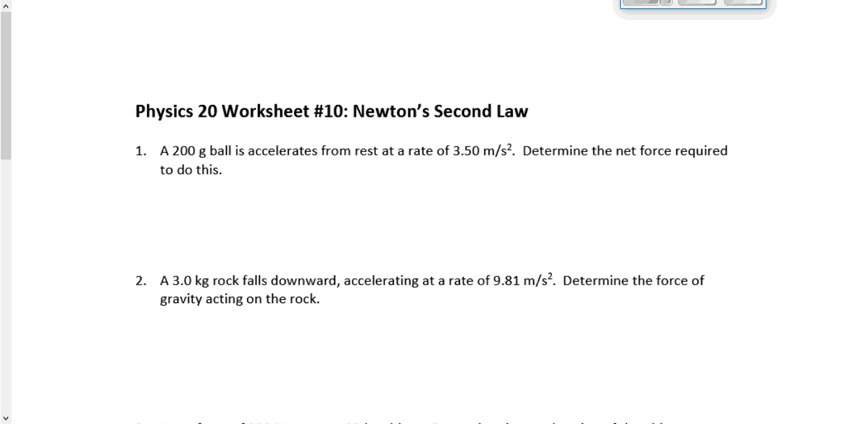 Physics 20 Worksheet #10: Newton's Second Law
1. A 200 g ball is accelerates from rest at a rate of 3.50 m/s². Determine the net force required
to do this.
2. A 3.0 kg rock falls downward, accelerating at a rate of 9.81 m/s². Determine the force of
gravity acting on the rock.